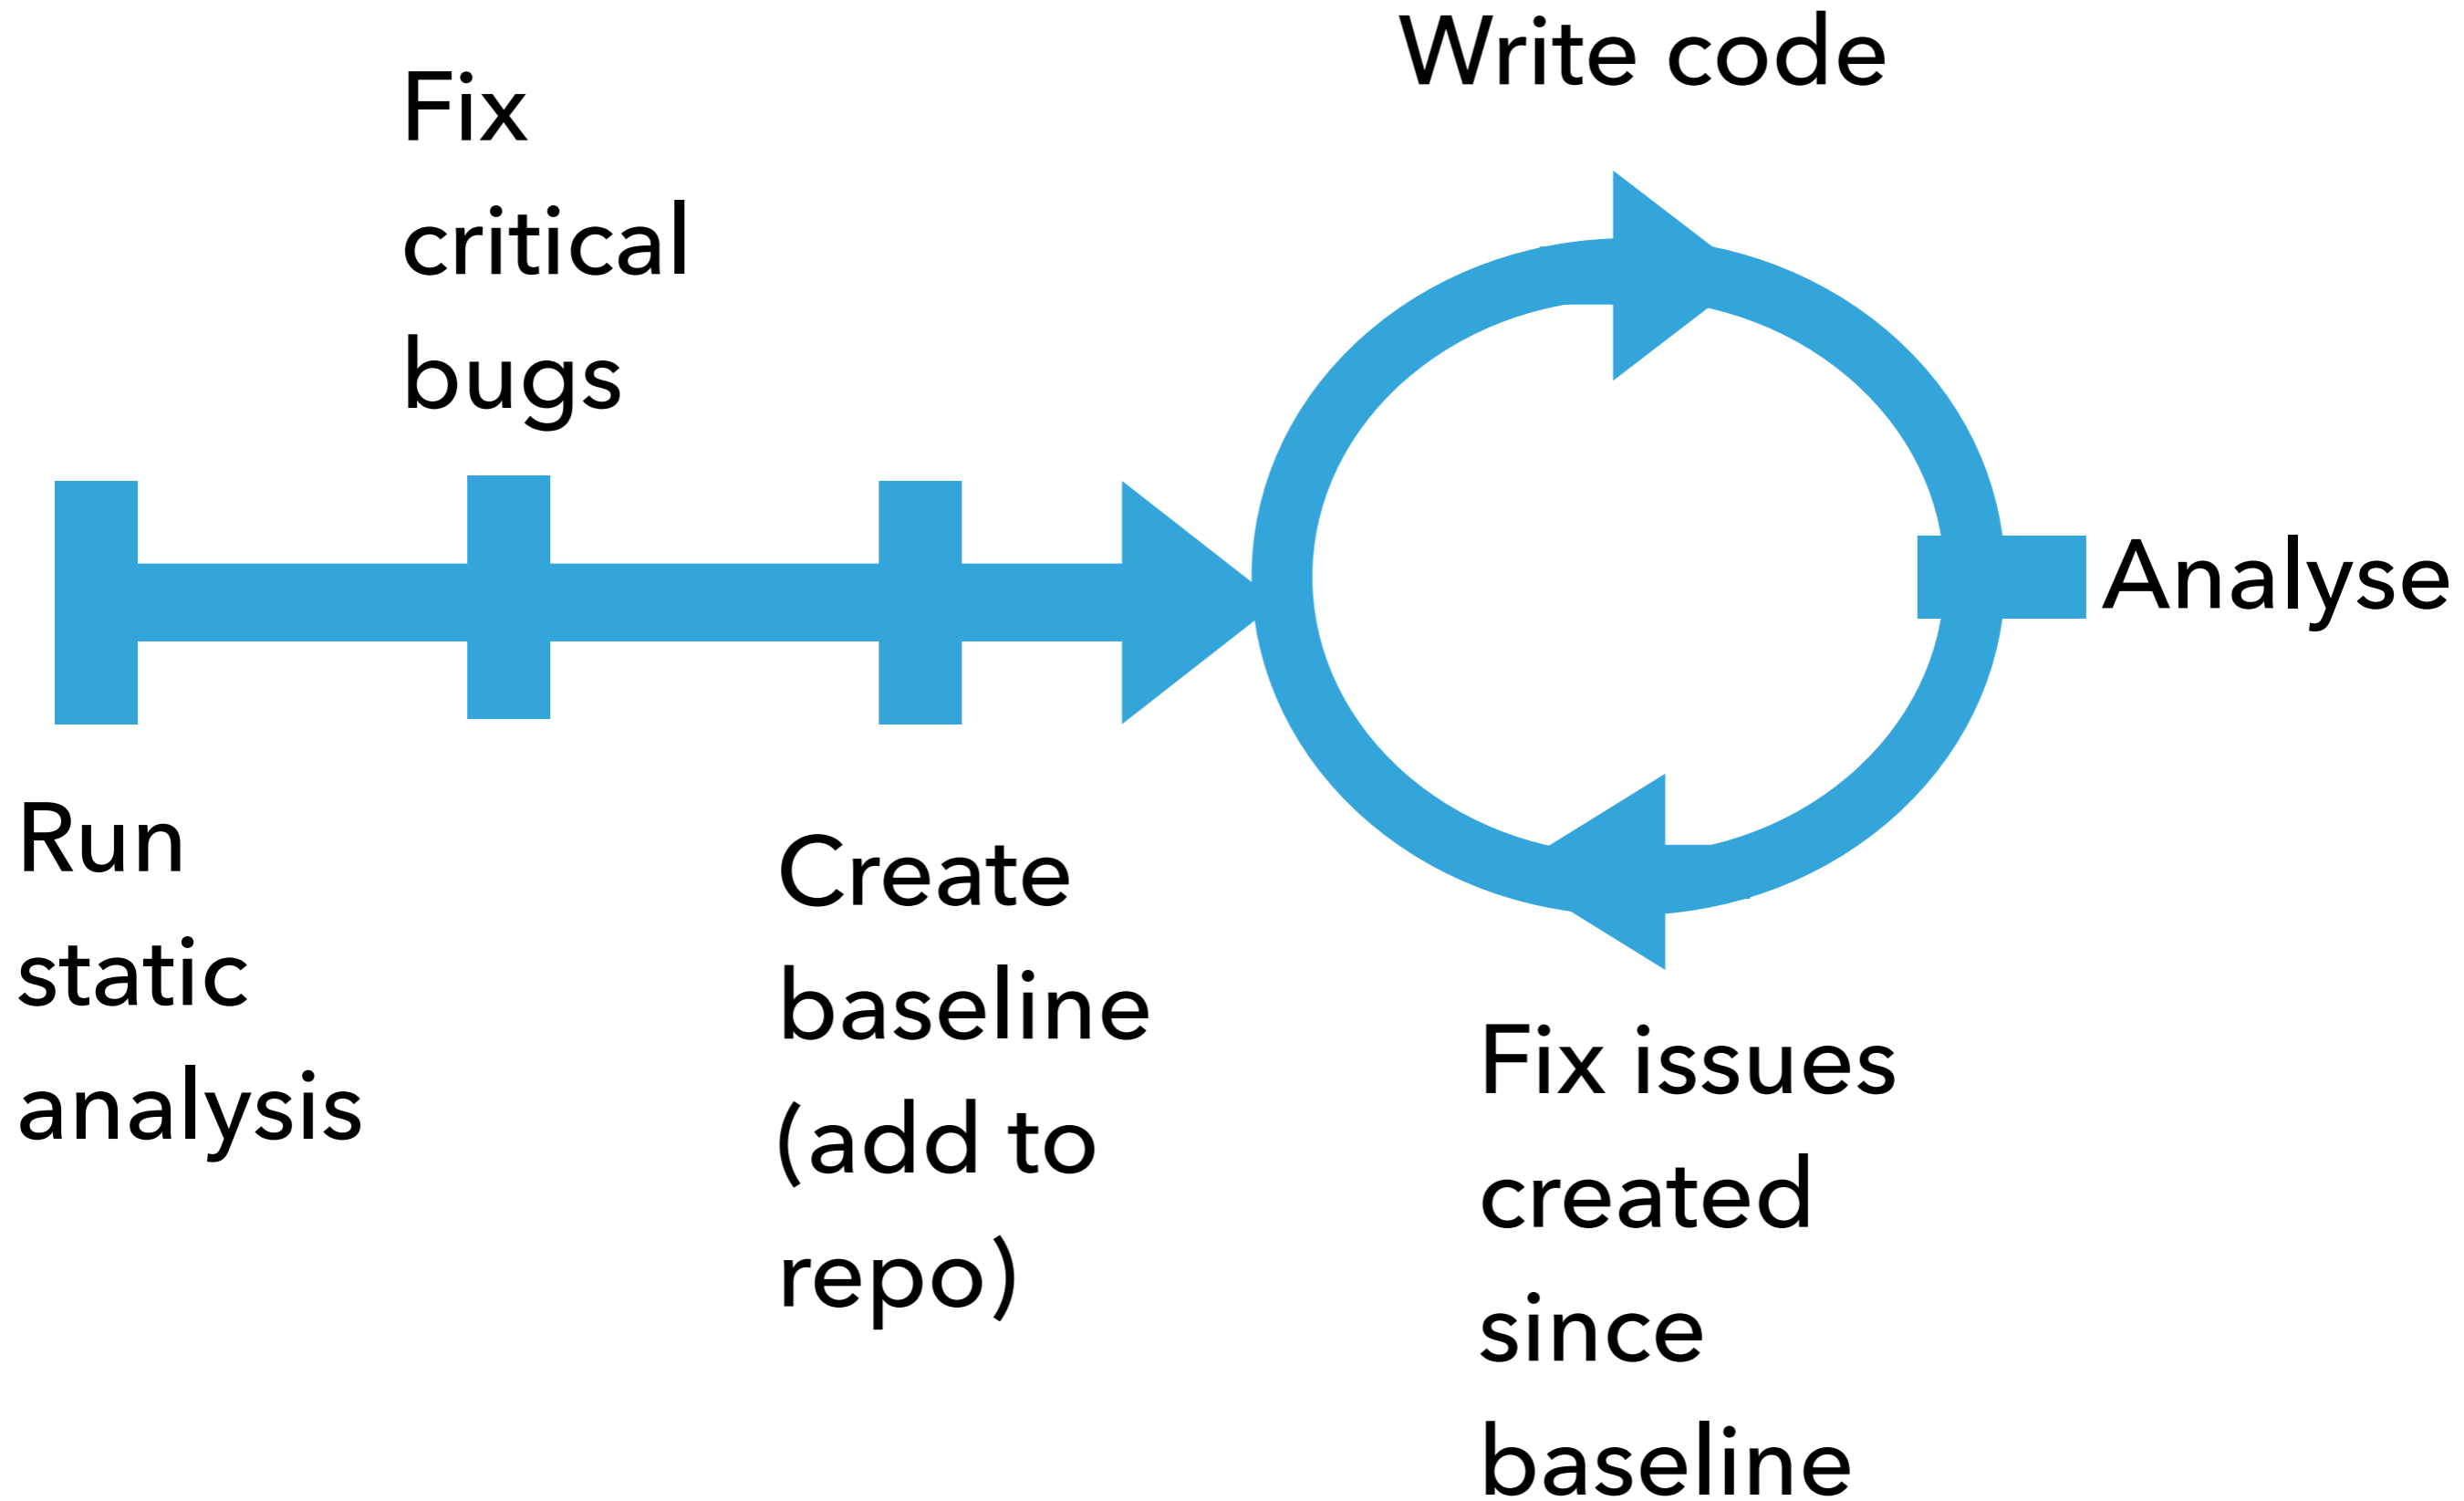 Fix
critical
bugs
Write code
Analyse
Run
static
analysis
Create
baseline
(add to
repo)
Fix issues
created
since
baseline